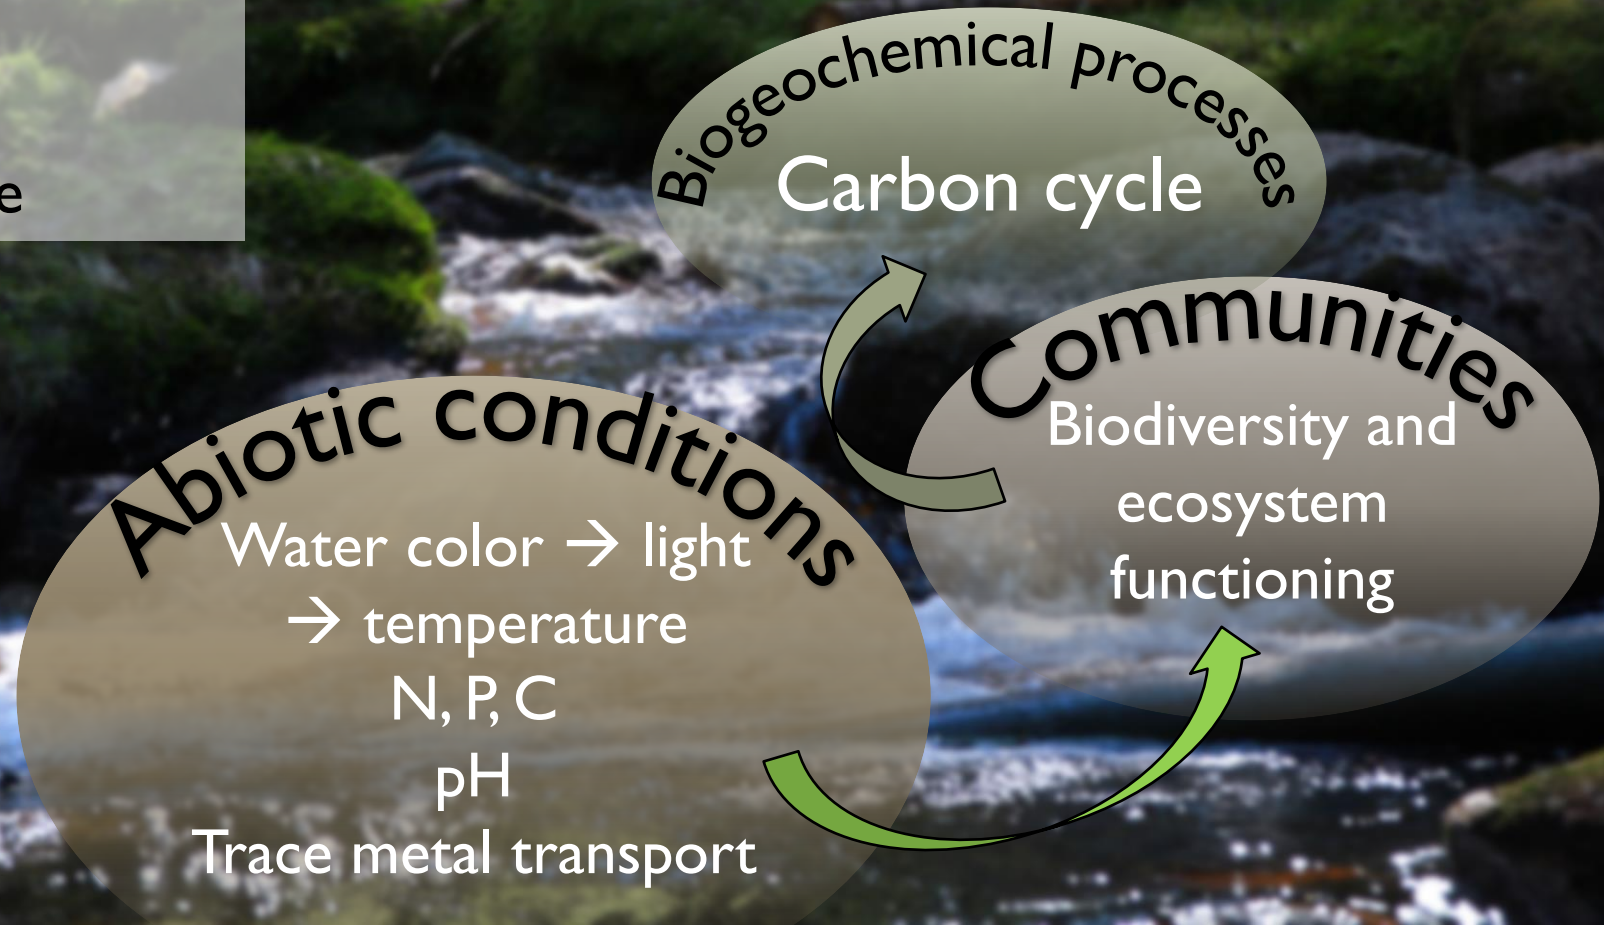 e
Biogeochemical processes
Carbon cycle
Communities
Biodiversity and
ecosystem
functioning
Abiotic conditions
Water color → light
→ temperature
N, P, C
pH
Trace metal transport